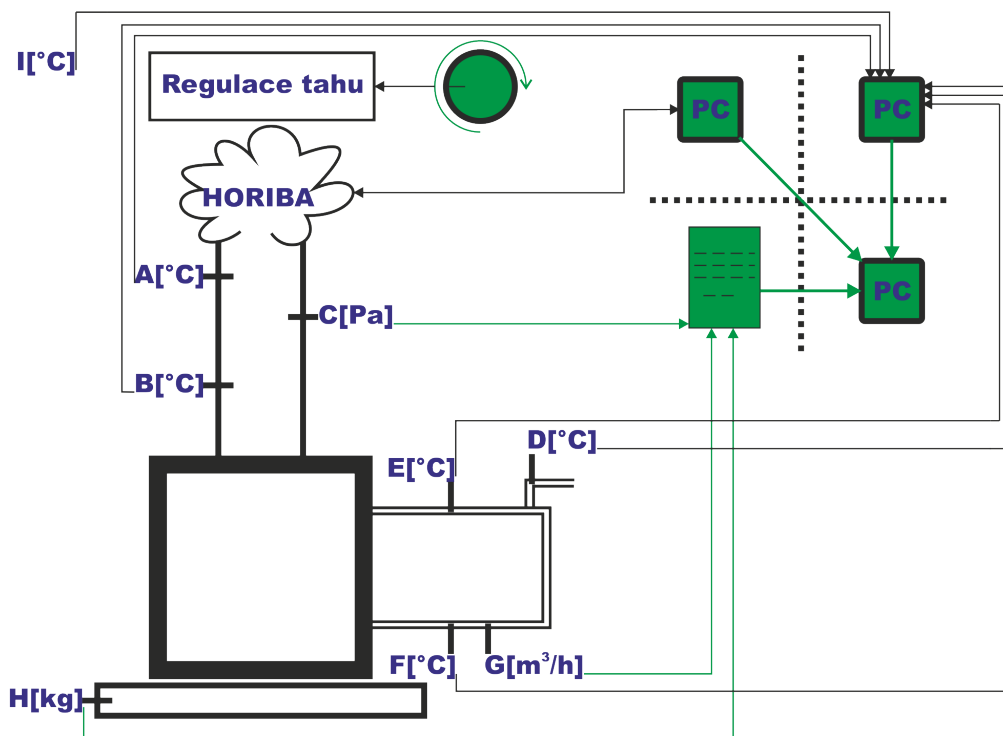 I[°C]
Regulace tahu
PC
PC
HORIBA
A[°C]
C[Pa]
PC
B[°C]
D[°C]
E[°C]
F[°C]
G[m³/h]
H[kg]